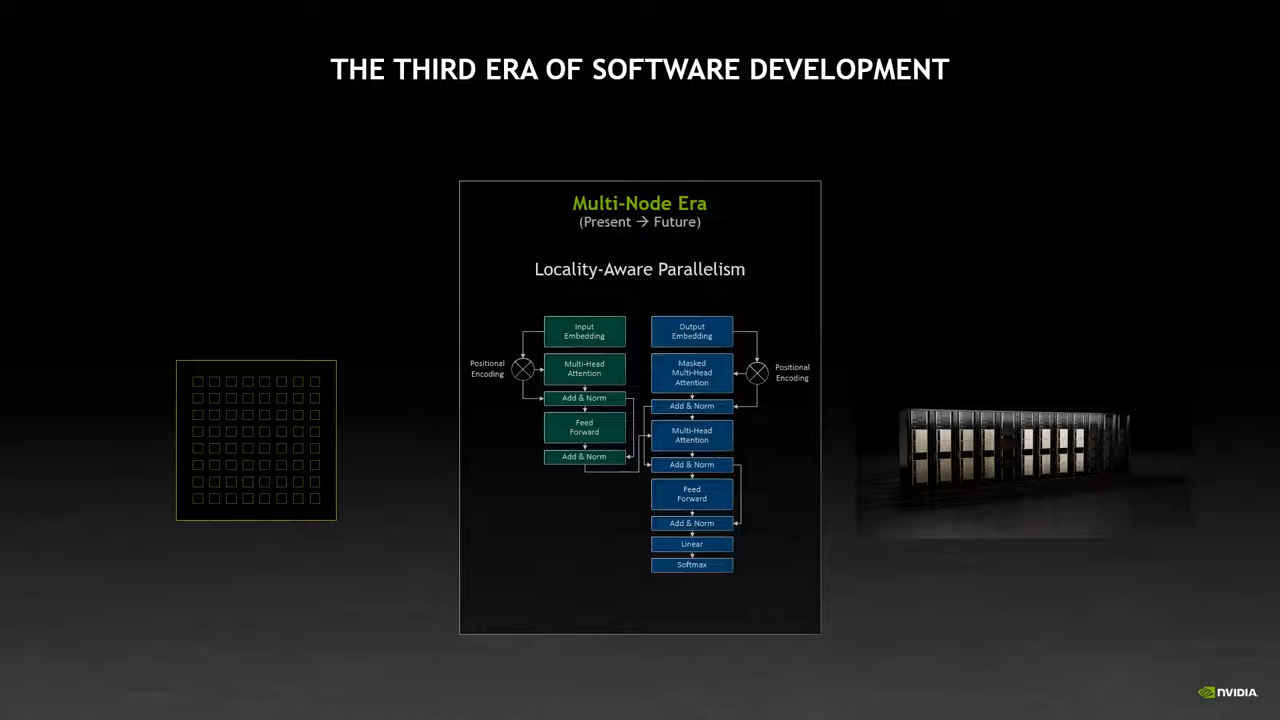 THE THIRD ERA OF SOFTWARE DEVELOPMENT
Multi-Node Era
(Present → Future)
Locality-Aware Parallelism
Input
Embedding
Positional
Encoding
Multi-Head
Attention
Add & Norm
Feed
Forward
Add & Norm
Output
Embedding
Masked
Multi-Head
Attention
Positional
Encoding
Add & Norm
Multi-Head
Attention
Add & Norm
Feed
Forward
Add & Norm
Linear
Softmax
NVIDIA.